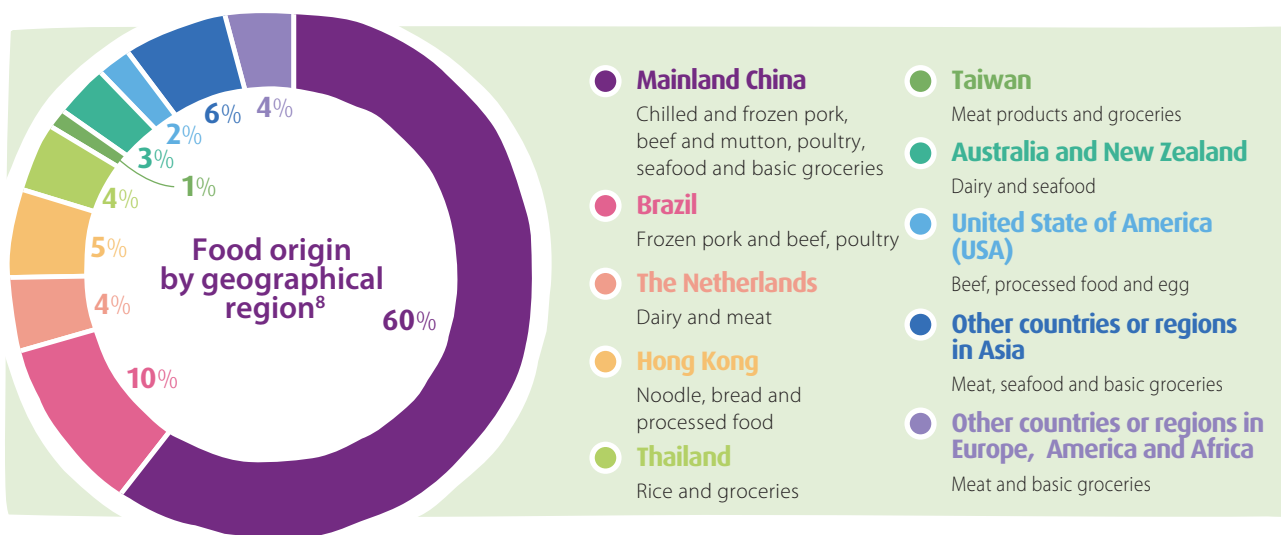 Food origin
by geographical
region⁸
60%
10%
4%
5%
4%
1%
3%
2%
6%
4%
Mainland China
Chilled and frozen pork,
beef and mutton, poultry,
seafood and basic groceries
Brazil
Frozen pork and beef, poultry
The Netherlands
Dairy and meat
Hong Kong
Noodle, bread and
processed food
Thailand
Rice and groceries
Taiwan
Meat products and groceries
Australia and New Zealand
Dairy and seafood
United State of America
(USA)
Beef, processed food and egg
Other countries or regions
in Asia
Meat, seafood and basic groceries
Other countries or regions in
Europe, America and Africa
Meat and basic groceries